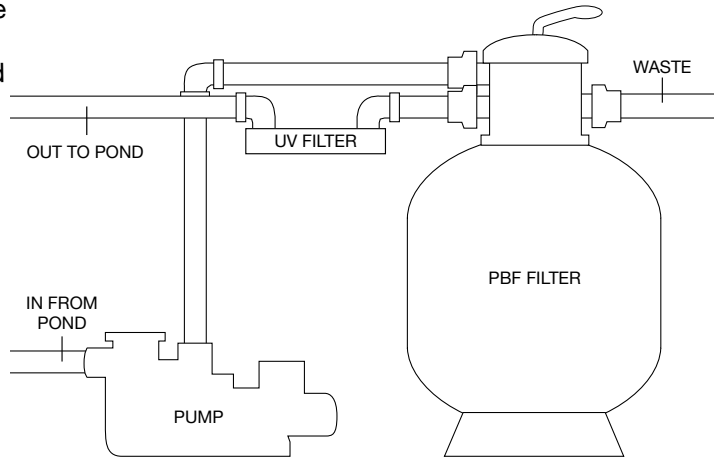 e
d
WASTE
OUT TO POND
UV FILTER
PBF FILTER
IN FROM
POND
PUMP